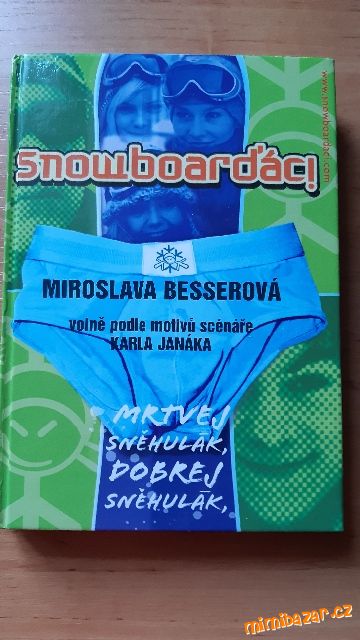 www.snowboardaci.com
snowboarďáci
MIROSLAVA BESSEROVÁ
volně podle motivů scénáře
KARLA JANÁKA
MRTVEJ
SNĚHULÁK,
DOBREJ
SNĚHULÁK,
mimibazar.cz